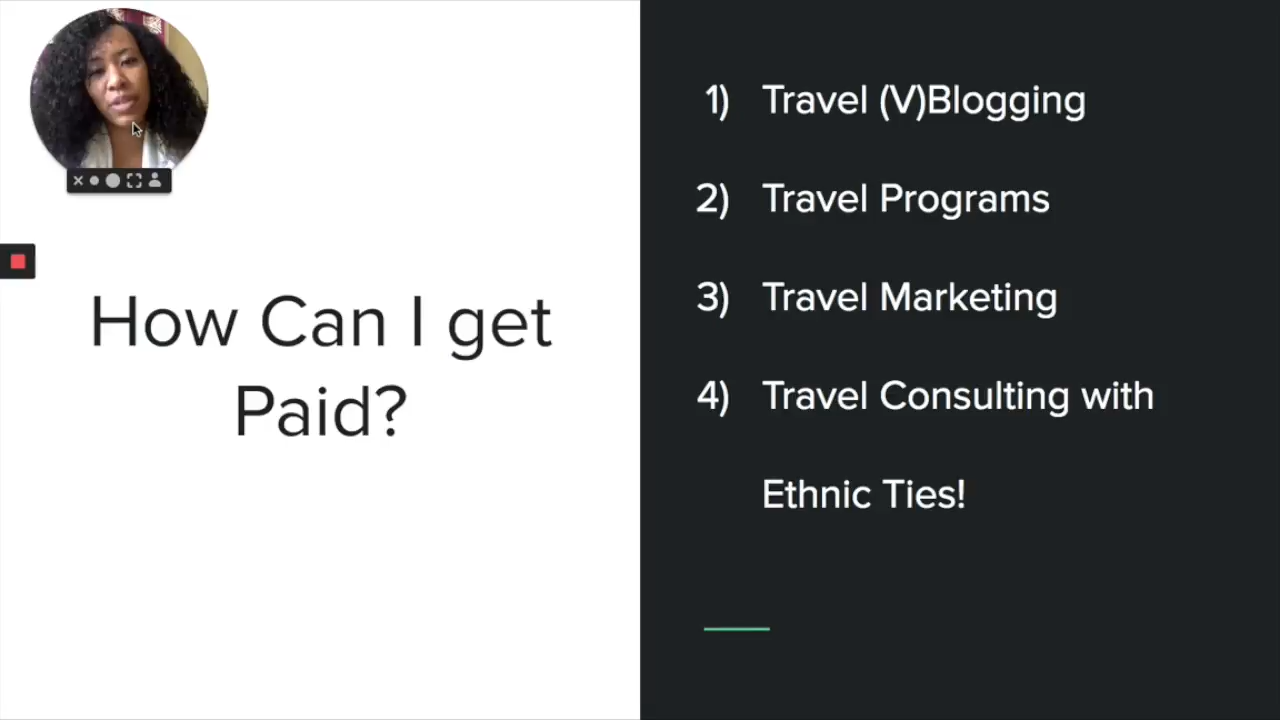 How Can I get
Paid?
1) Travel (V)Blogging
2) Travel Programs
3) Travel Marketing
4) Travel Consulting with
Ethnic Ties!